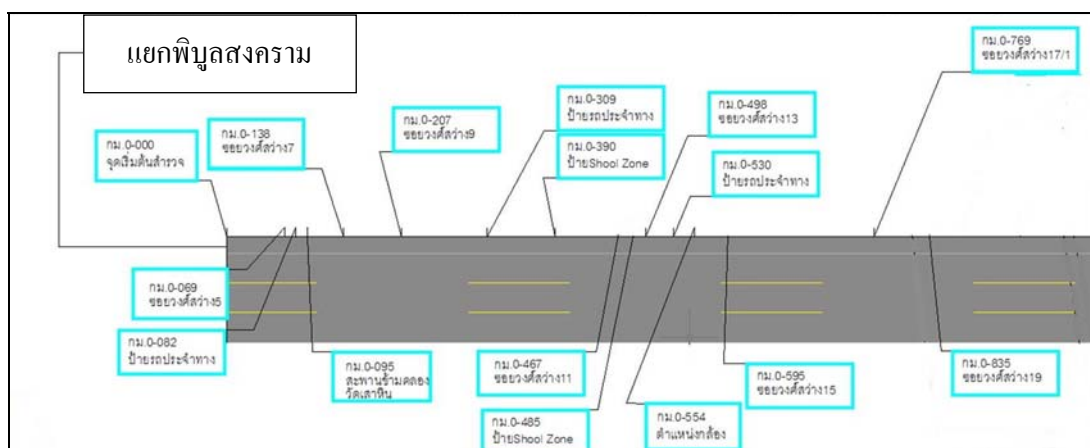 แยกพิบูลสงคราม
กม.0-000
จุดเริ่มต้นสำรวจ
กม.0-138
ซอยวงศ์สว่าง7
กม.0-207
ซอยวงศ์สว่าง9
กม.0-309
ป้ายรถประจำทาง
กม.0-390
ป้ายShool Zone
กม.0-498
ซอยวงศ์สว่าง13
กม.0-530
ป้ายรถประจำทาง
กม.0-769
ซอยวงศ์สว่าง17/1
กม.0-069
ซอยวงศ์สว่าง5
กม.0-082
ป้ายรถประจำทาง
กม.0-095
สะพานข้ามคลอง
วัดเสาหิน
กม.0-467
ซอยวงศ์สว่าง11
กม.0-485
ป้ายShool Zone
กม.0-554
ตำแหน่งกล้อง
กม.0-595
ซอยวงศ์สว่าง15
กม.0-835
ซอยวงศ์สว่าง19